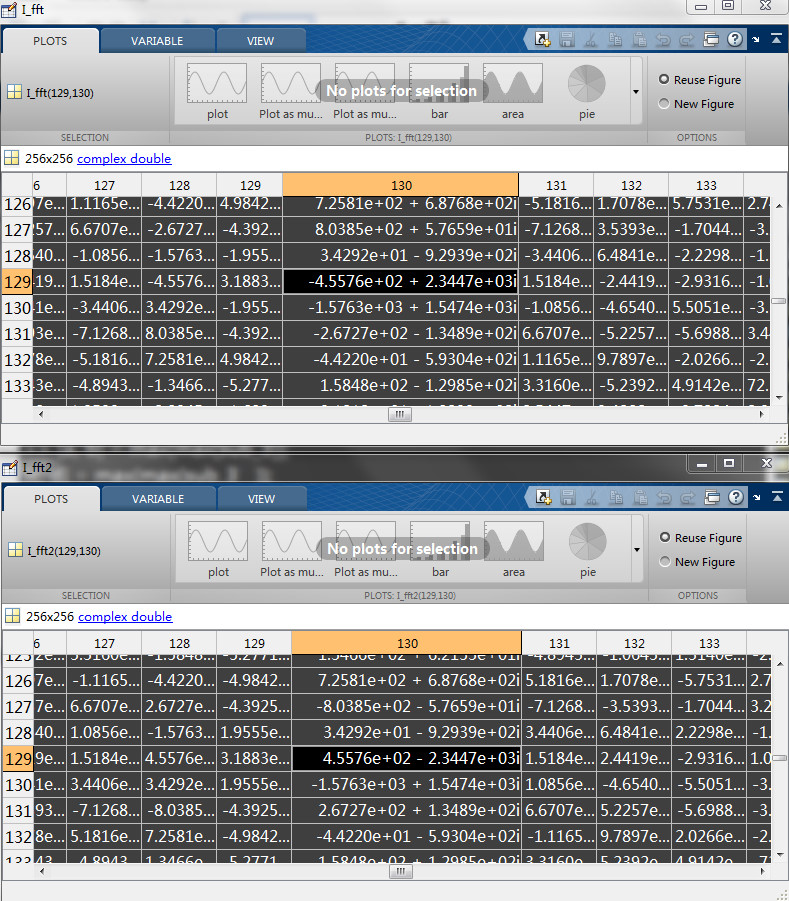 I_fft
PLOTS VARIABLE VIEW
I_fft(129,130)
No plots for selection
plot Plot as mu... Plot as mu... bar area pie
Reuse Figure
New Figure
SELECTION PLOTS: I_fft(129,130) OPTIONS
256x256 complex double
6 127 128 129 130 131 132 133
126 7e... 1.1165e... -4.4220... 4.9842... 7.2581e+02 + 6.8768e+02i -5.1816... 1.7078e... 5.7531e... 2.7
127 57... 6.6707e... -2.6727... -4.392... 8.0385e+02 + 5.7659e+01i -7.1268... 3.5393e... -1.7044... -3.
128 40... -1.0856... -1.5763... -1.955... 3.4292e+01 - 9.2939e+02i -3.4406... 6.4841e... -2.2298... -1.
129 19... 1.5184e... -4.5576... 3.1883... -4.5576e+02 + 2.3447e+03i 1.5184e... -2.4419... -2.9316... -1.
130 1e... -3.4406... 3.4292e... -1.955... -1.5763e+03 + 1.5474e+03i -1.0856... -4.6540... 5.5051e... -3.
131 3e... -7.1268... 8.0385e... -4.392... -2.6727e+02 - 1.3489e+02i 6.6707e... -5.2257... -5.6988... 3.4
132 8e... -5.1816... 7.2581e... 4.9842... -4.4220e+01 - 5.9304e+02i 1.1165e... 9.7897e... -2.0266... -2.
133 3e... -4.8943... -1.3466... -5.277... 1.5848e+02 - 1.2985e+02i 3.3160e... -5.2392... 4.9142e... 72.
I_fft2
PLOTS VARIABLE VIEW
I_fft2(129,130)
No plots for selection
plot Plot as mu... Plot as mu... bar area pie
Reuse Figure
New Figure
SELECTION PLOTS: I_fft2(129,130) OPTIONS
256x256 complex double
6 127 128 129 130 131 132 133
126 7e... -1.1165... -4.4220... -4.9842... 7.2581e+02 + 6.8768e+02i 5.1816e... 1.7078e... -5.7531... 2.7
127 7e... 6.6707e... 2.6727e... -4.3925... -8.0385e+02 - 5.7659e+01i -7.1268... -3.5393... -1.7044... 3.2
128 40... 1.0856e... -1.5763... 1.9555e... 3.4292e+01 - 9.2939e+02i 3.4406e... 6.4841e... 2.2298e... -1.
129 9e... 1.5184e... 4.5576e... 3.1883e... 4.5576e+02 - 2.3447e+03i 1.5184e... 2.4419e... -2.9316... 1.0
130 1e... 3.4406e... 3.4292e... 1.9555e... -1.5763e+03 + 1.5474e+03i 1.0856e... -4.6540... -5.5051... -3.
131 93... -7.1268... -8.0385... -4.3925... 2.6727e+02 + 1.3489e+02i 6.6707e... 5.2257e... -5.6988... -3.
132 8e... 5.1816e... 7.2581e... -4.9842... -4.4220e+01 - 5.9304e+02i -1.1165... 9.7897e... 2.0266e... -2.